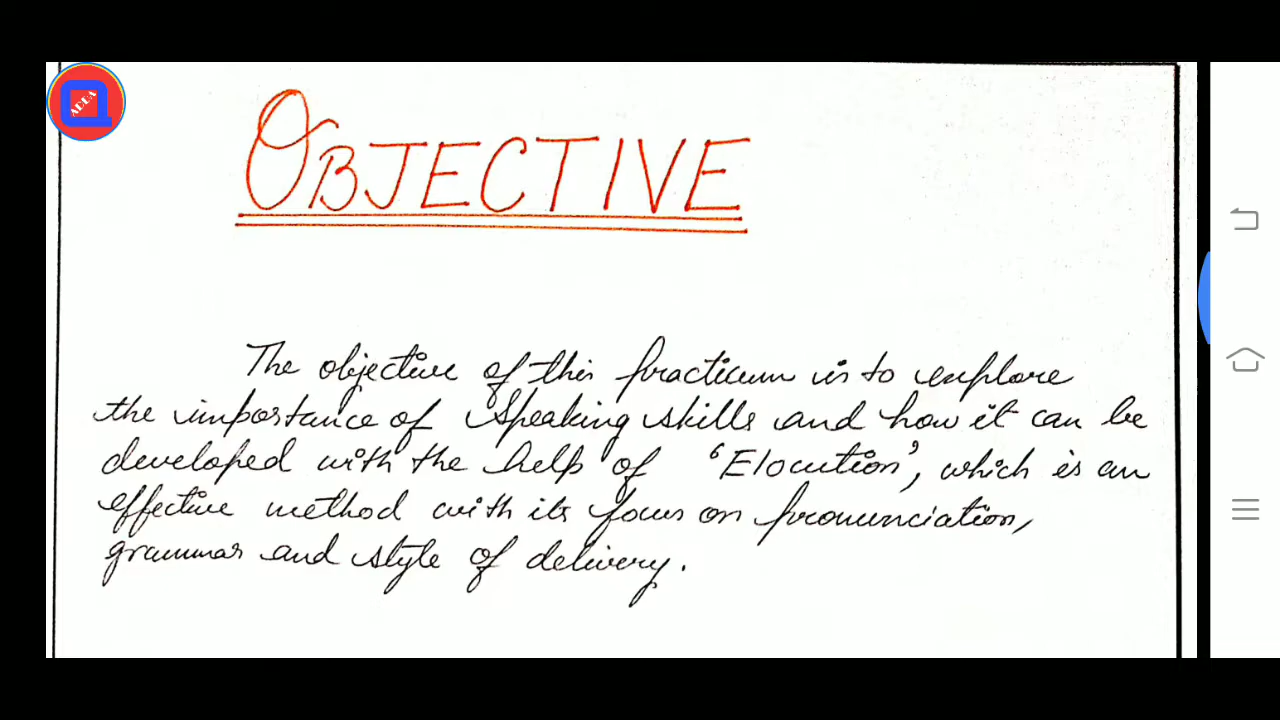 ADDA
OBJECTIVE
The objective of this practicum is to explore
the importance of speaking skills and how it can be
developed with the help of 'Elocution', which is an
effective method with its focus on pronunciation,
grammar and style of delivery.